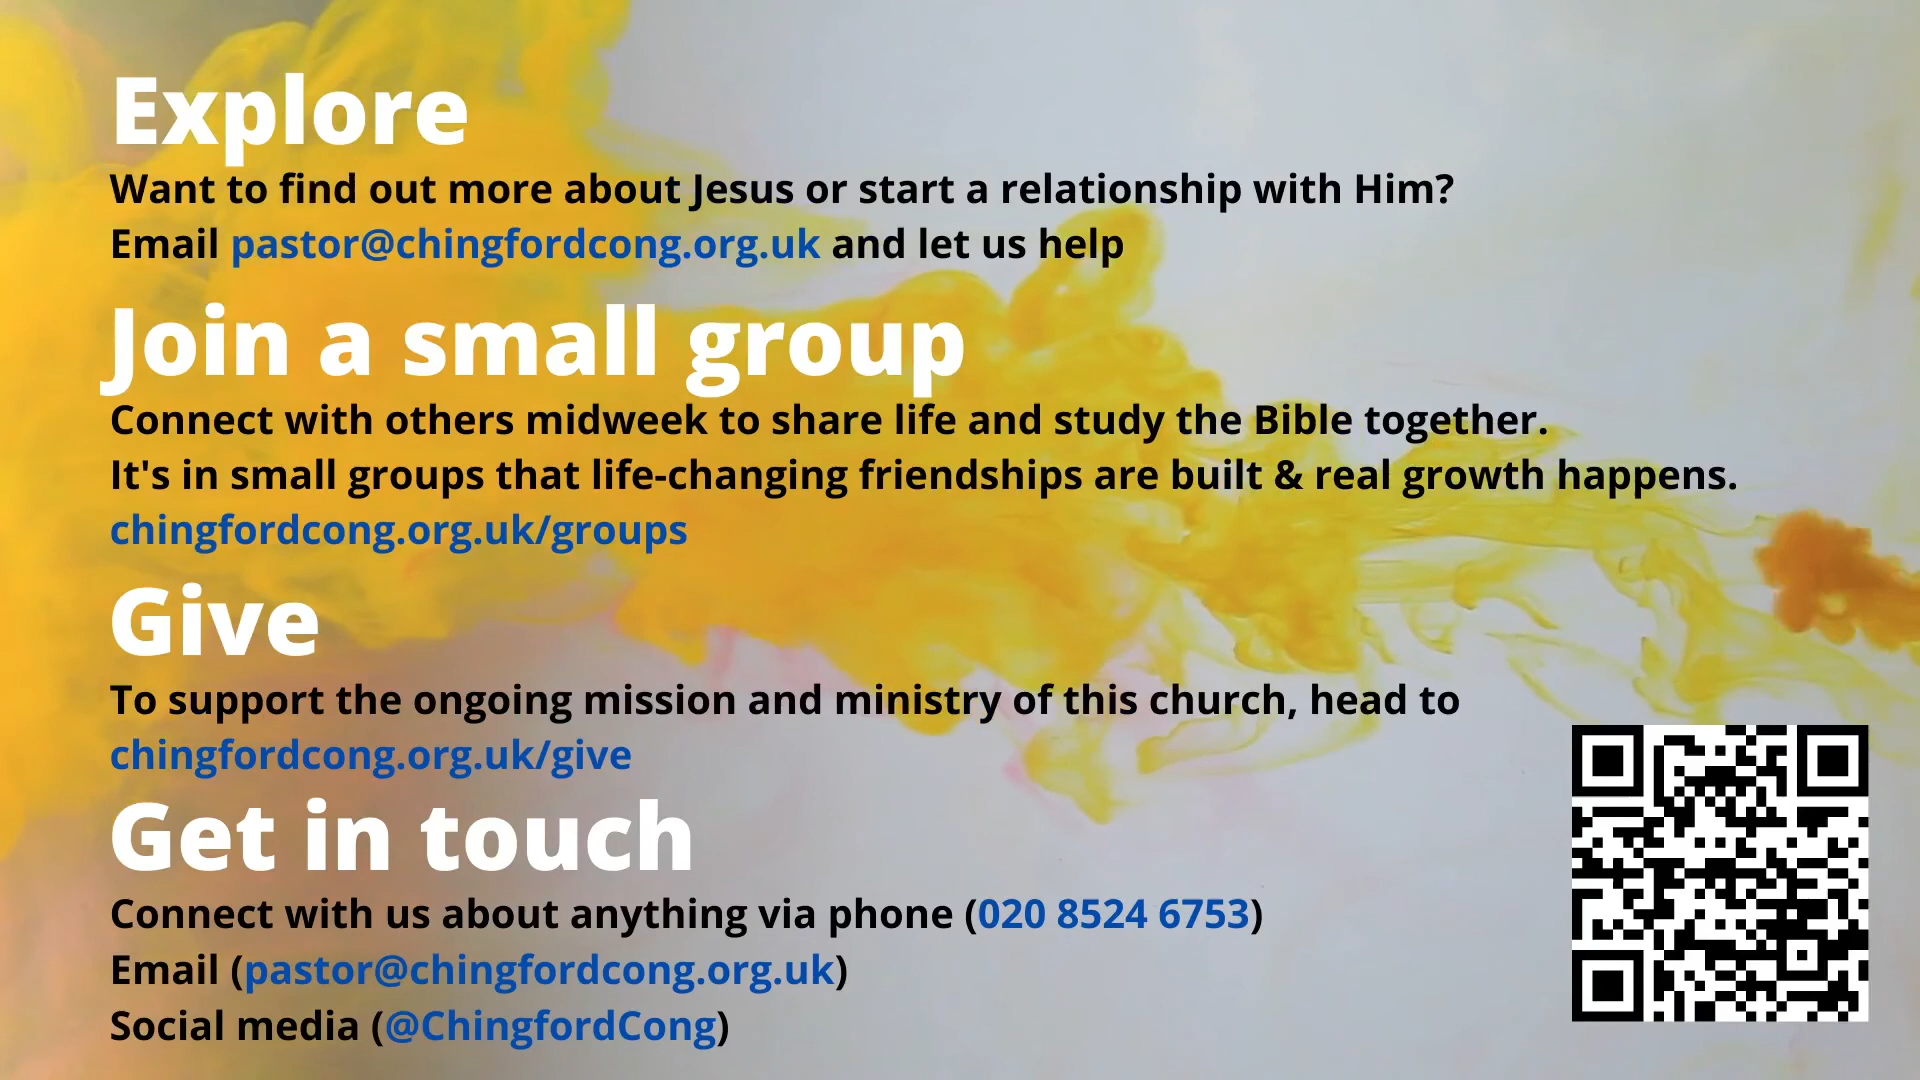 Explore
Want to find out more about Jesus or start a relationship with Him?
Email pastor@chingfordcong.org.uk and let us help
Join a small group
Connect with others midweek to share life and study the Bible together.
It's in small groups that life-changing friendships are built & real growth happens.
chingfordcong.org.uk/groups
Give
To support the ongoing mission and ministry of this church, head to
chingfordcong.org.uk/give
Get in touch
Connect with us about anything via phone (020 8524 6753)
Email (pastor@chingfordcong.org.uk)
Social media (@ChingfordCong)